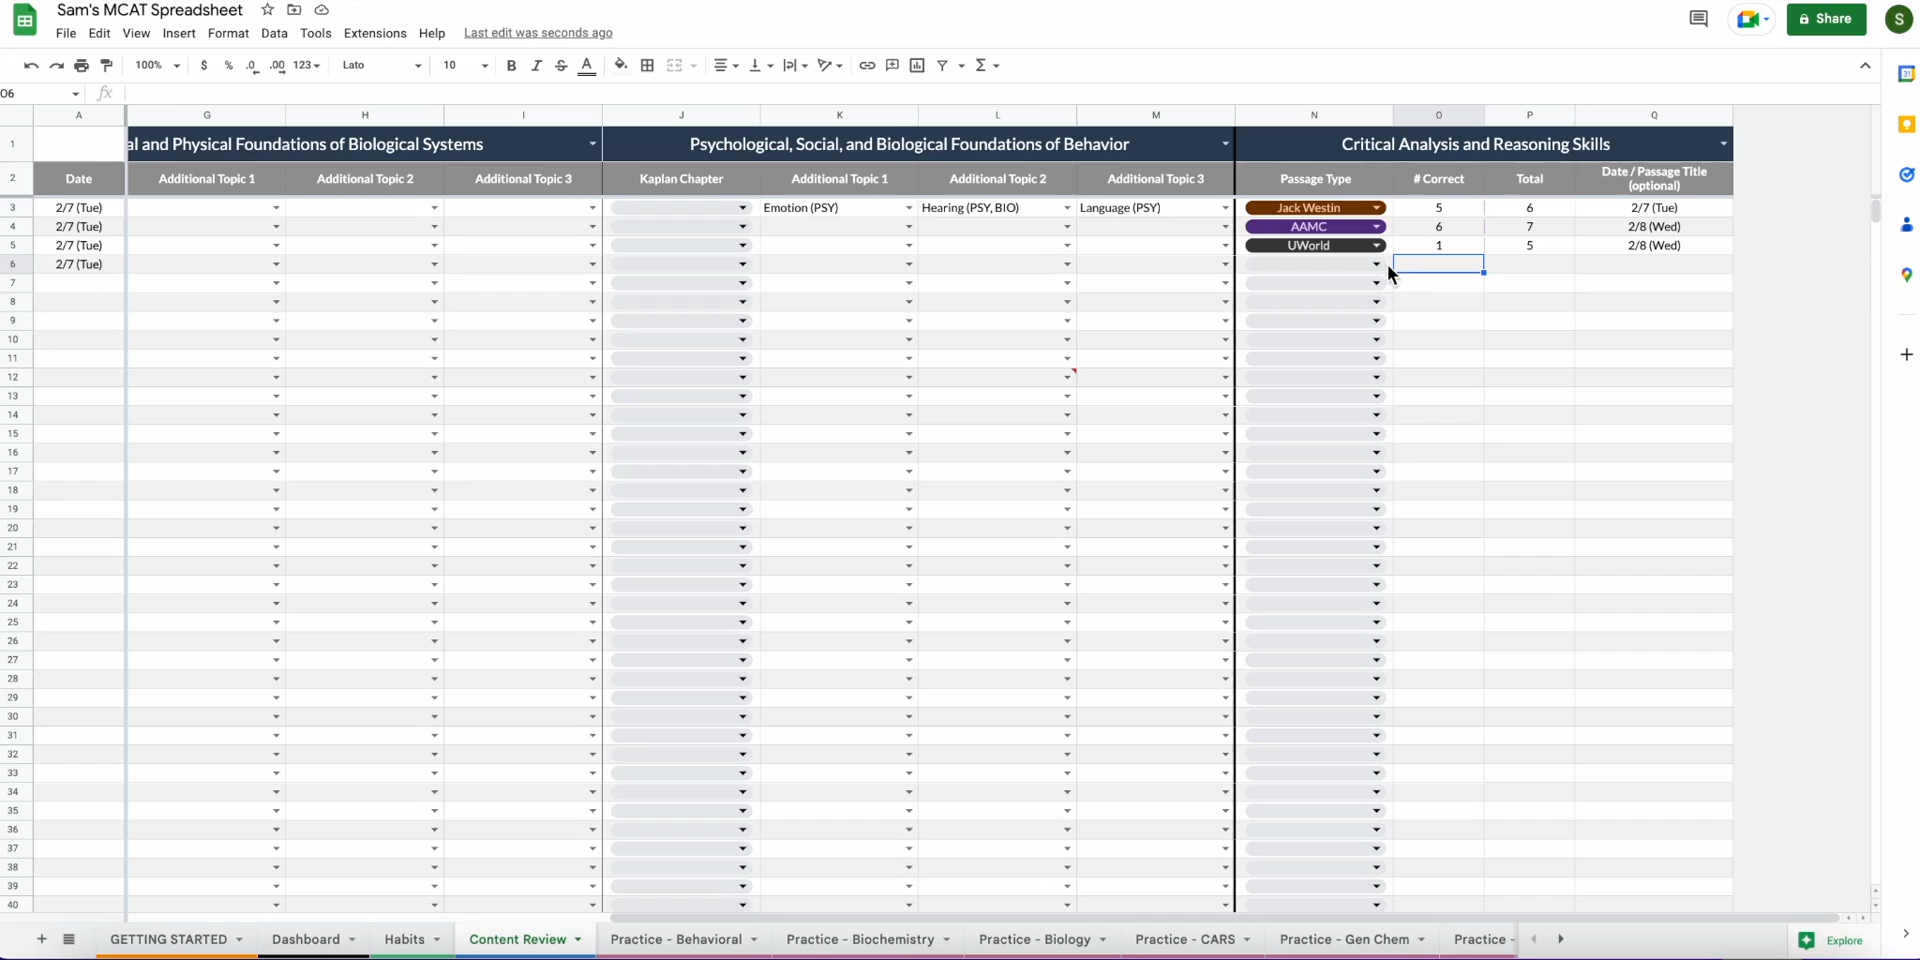 Sam's MCAT Spreadsheet
Share
S
File Edit View Insert Format Data Tools Extensions Help Last edit was seconds ago
100% $ % .0 .00 123 Lato 10 B I S A
O6 fx
A G H I J K L M N O P Q
1 al and Physical Foundations of Biological Systems Psychological, Social, and Biological Foundations of Behavior Critical Analysis and Reasoning Skills
2 Date Additional Topic 1 Additional Topic 2 Additional Topic 3 Kaplan Chapter Additional Topic 1 Additional Topic 2 Additional Topic 3 Passage Type # Correct Total Date / Passage Title (optional)
3 2/7 (Tue) Emotion (PSY) Hearing (PSY, BIO) Language (PSY) Jack Westin 5 6 2/7 (Tue)
4 2/7 (Tue) AAMC 6 7 2/8 (Wed)
5 2/7 (Tue) UWorld 1 5 2/8 (Wed)
6 2/7 (Tue)
7
8
9
10
11
12
13
14
15
16
17
18
19
20
21
22
23
24
25
26
27
28
29
30
31
32
33
34
35
36
37
38
39
40
GETTING STARTED Dashboard Habits Content Review Practice - Behavioral Practice - Biochemistry Practice - Biology Practice - CARS Practice - Gen Chem Practice - Explore